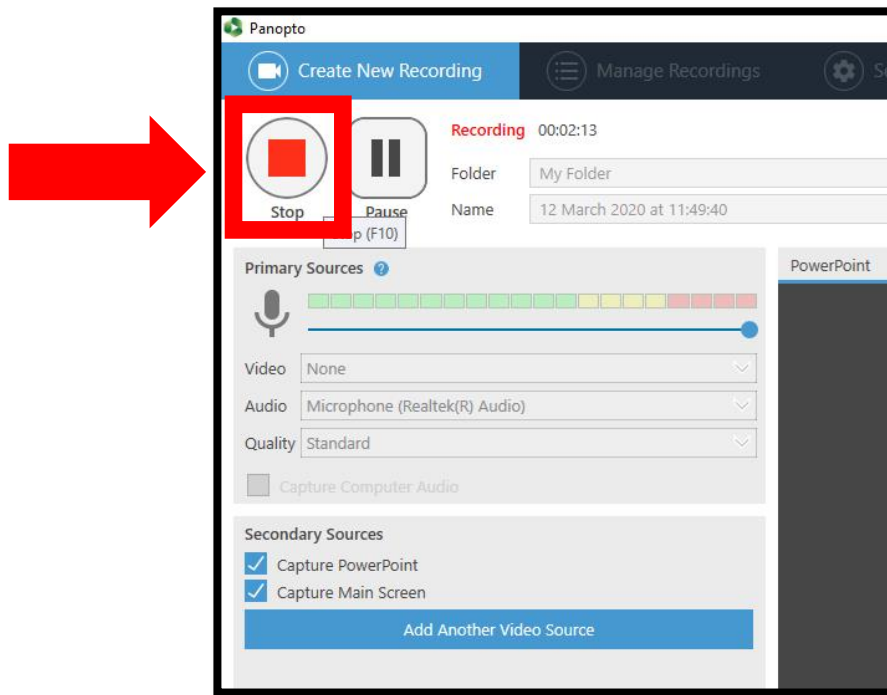 Panopto
Create New Recording
Manage Recordings
Recording 00:02:13
Folder My Folder
Stop Pause Name 12 March 2020 at 11:49:40
(F10)
Primary Sources ?
PowerPoint
Video None
Audio Microphone (Realtek(R) Audio)
Quality Standard
Capture Computer Audio
Secondary Sources
Capture PowerPoint
Capture Main Screen
Add Another Video Source